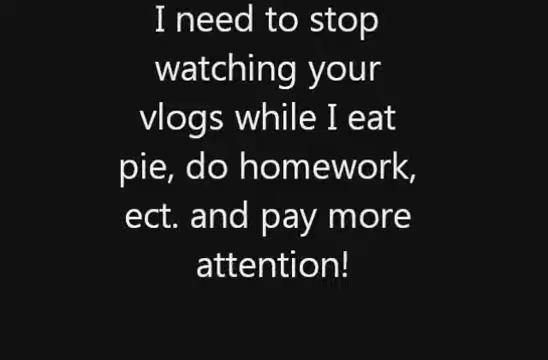 I need to stop
watching your
vlogs while I eat
pie, do homework,
ect. and pay more
attention!